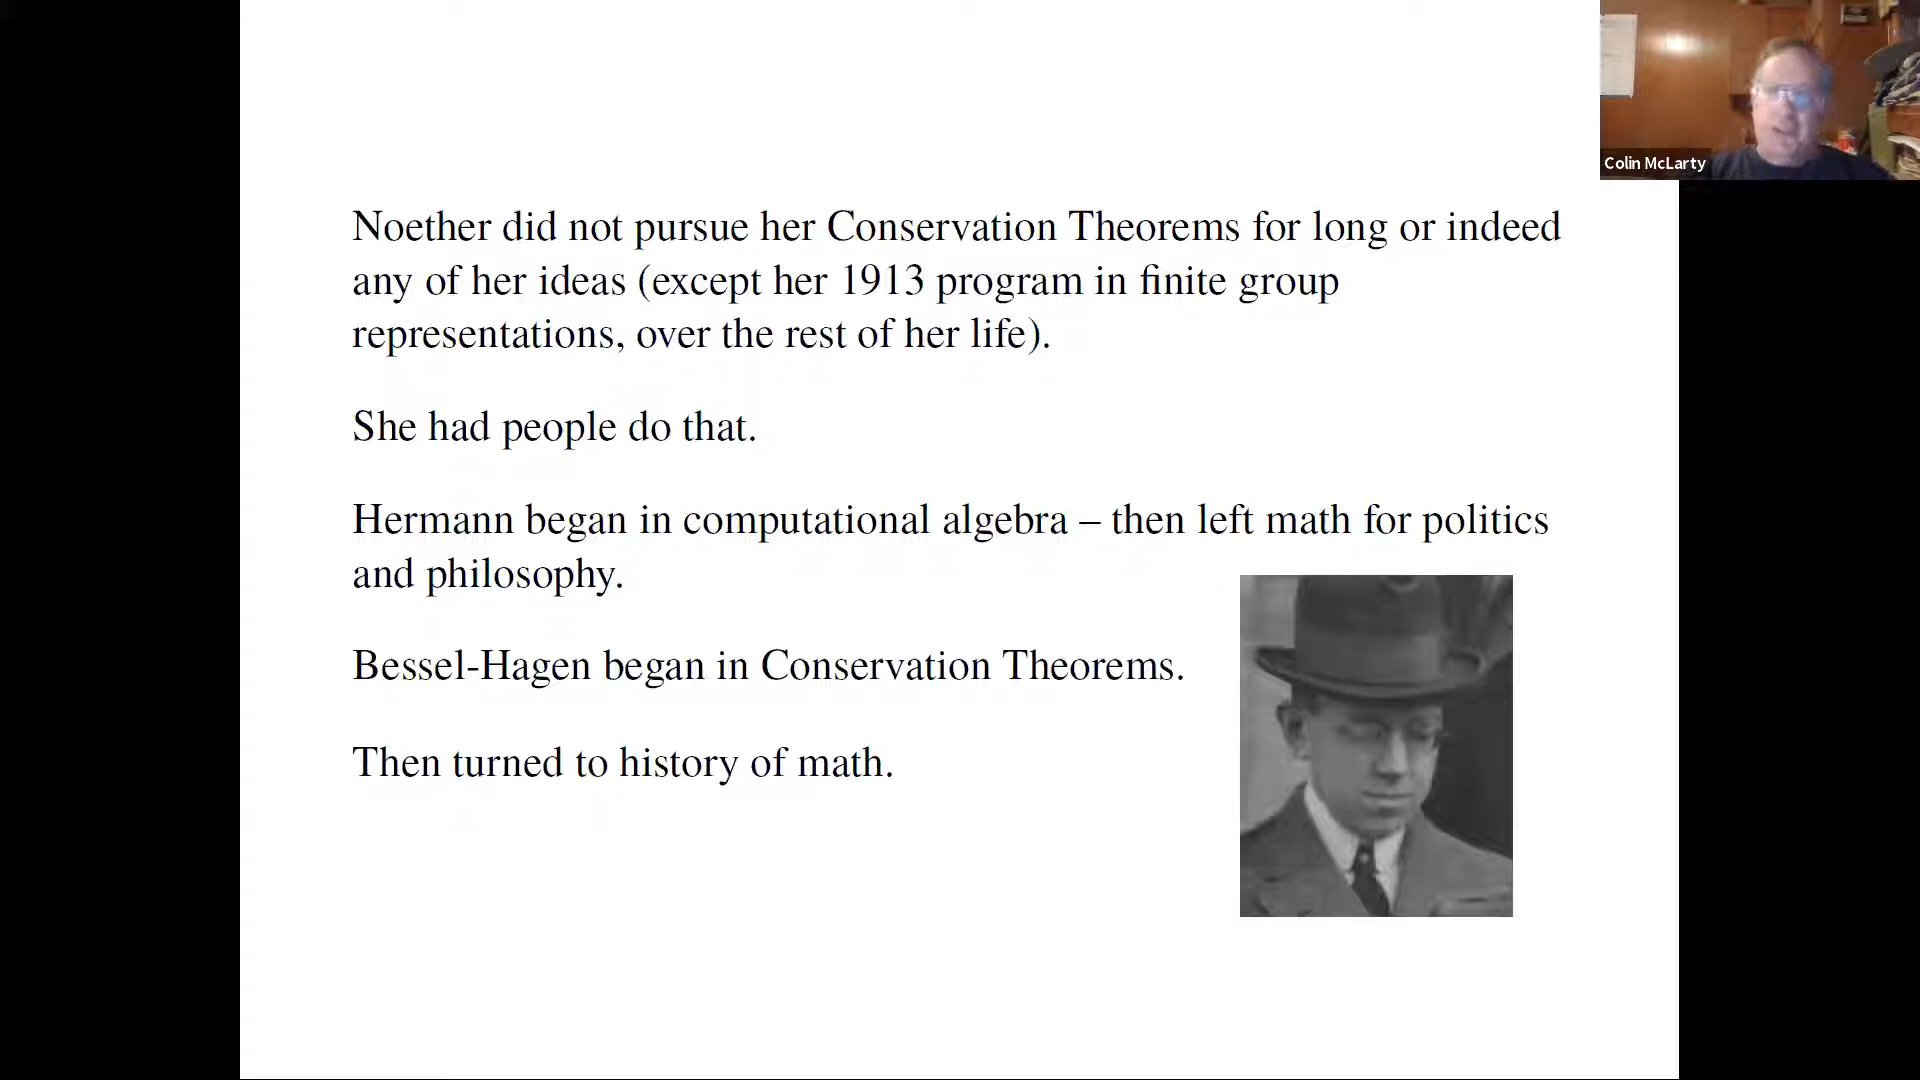 Colin McLarty
Noether did not pursue her Conservation Theorems for long or indeed
any of her ideas (except her 1913 program in finite group
representations, over the rest of her life).
She had people do that.
Hermann began in computational algebra – then left math for politics
and philosophy.
Bessel-Hagen began in Conservation Theorems.
Then turned to history of math.